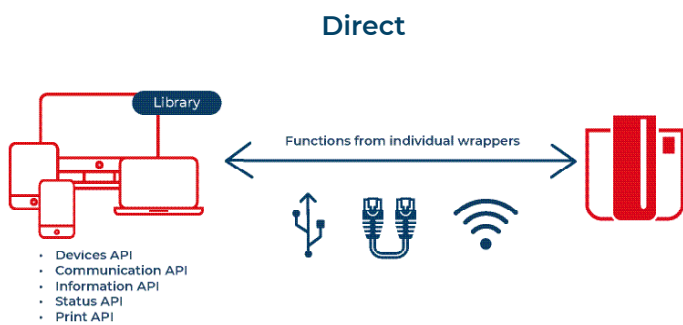 Direct
Library
Functions from individual wrappers
• Devices API
• Communication API
• Information API
• Status API
• Print API